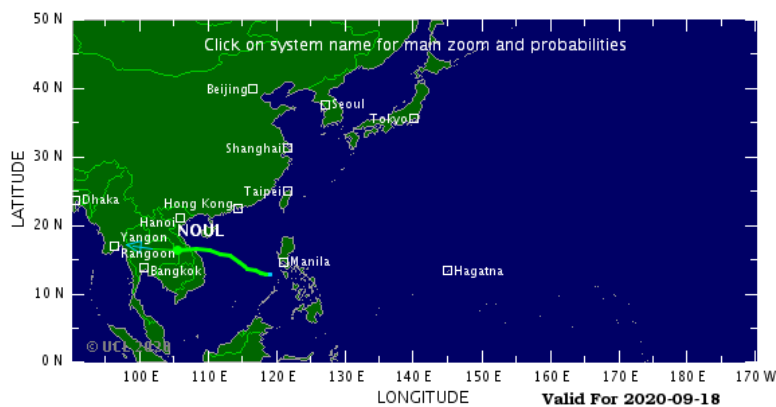 50 N
Click on system name for main zoom and probabilities
40 N
Beijing
Seoul
Tokyo
30 N
Shanghai
Taipei
Dhaka
Hong Kong
20 N
Hanoi
NOUL
Yangon
Rangoon
Manila
Bangkok
Hagatna
10 N
0 N
© UCL 2020
LATITUDE
100 E 110 E 120 E 130 E 140 E 150 E 160 E 170 E 170 W
LONGITUDE
Valid For 2020-09-18